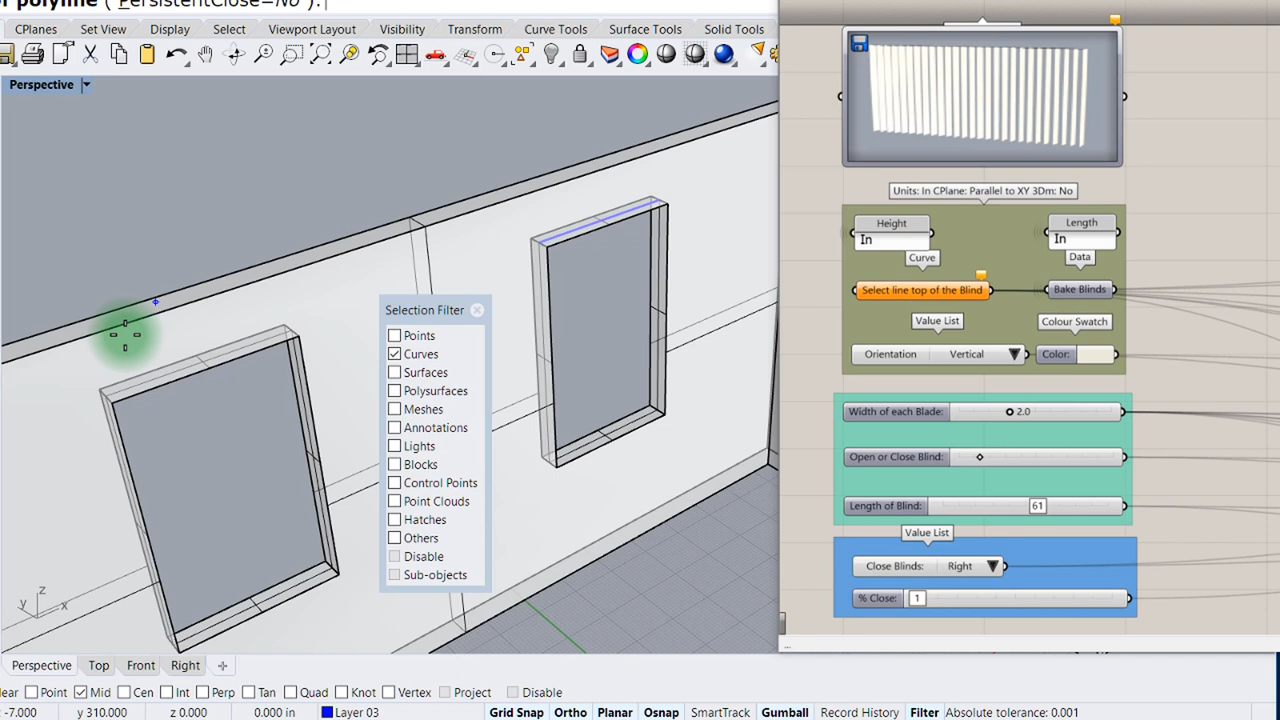 of polyline ( PersistentClose=No ):
CPlanes Set View Display Select Viewport Layout Visibility Transform Curve Tools Surface Tools Solid Tools
Perspective
Selection Filter
Points
Curves
Surfaces
Polysurfaces
Meshes
Annotations
Lights
Blocks
Control Points
Point Clouds
Hatches
Others
Disable
Sub-objects
z
y x
Units: In CPlane: Parallel to XY 3Dm: No
Height Length
In In
Curve Data
Select line top of the Blind Bake Blinds
Value List Colour Swatch
Orientation Vertical Color:
Width of each Blade: 2.0
Open or Close Blind:
Length of Blind: 61
Value List
Close Blinds: Right
% Close: 1
...
Perspective Top Front Right
ear Point Mid Cen Int Perp Tan Quad Knot Vertex Project Disable
-7.000 y 310.000 z 0.000 0.000 in Layer 03 Grid Snap Ortho Planar Osnap SmartTrack Gumball Record History Filter Absolute tolerance: 0.001